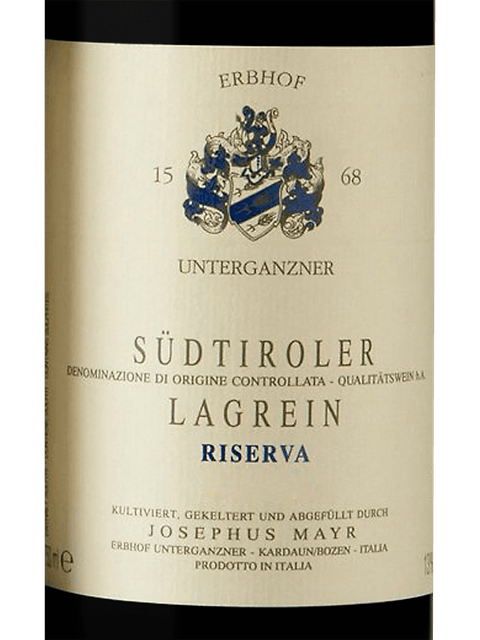 ERBHOF
15 68
UNTERGANZNER
SÜDTIROLER
DENOMINAZIONE DI ORIGINE CONTROLLATA - QUALITÄTSWEIN b.A.
LAGREIN
RISERVA
KULTIVIERT, GEKELTERT UND ABGEFÜLLT DURCH
JOSEPHUS MAYR
ERBHOF UNTERGANZNER - KARDAUN/BOZEN - ITALIA
PRODOTTO IN ITALIA